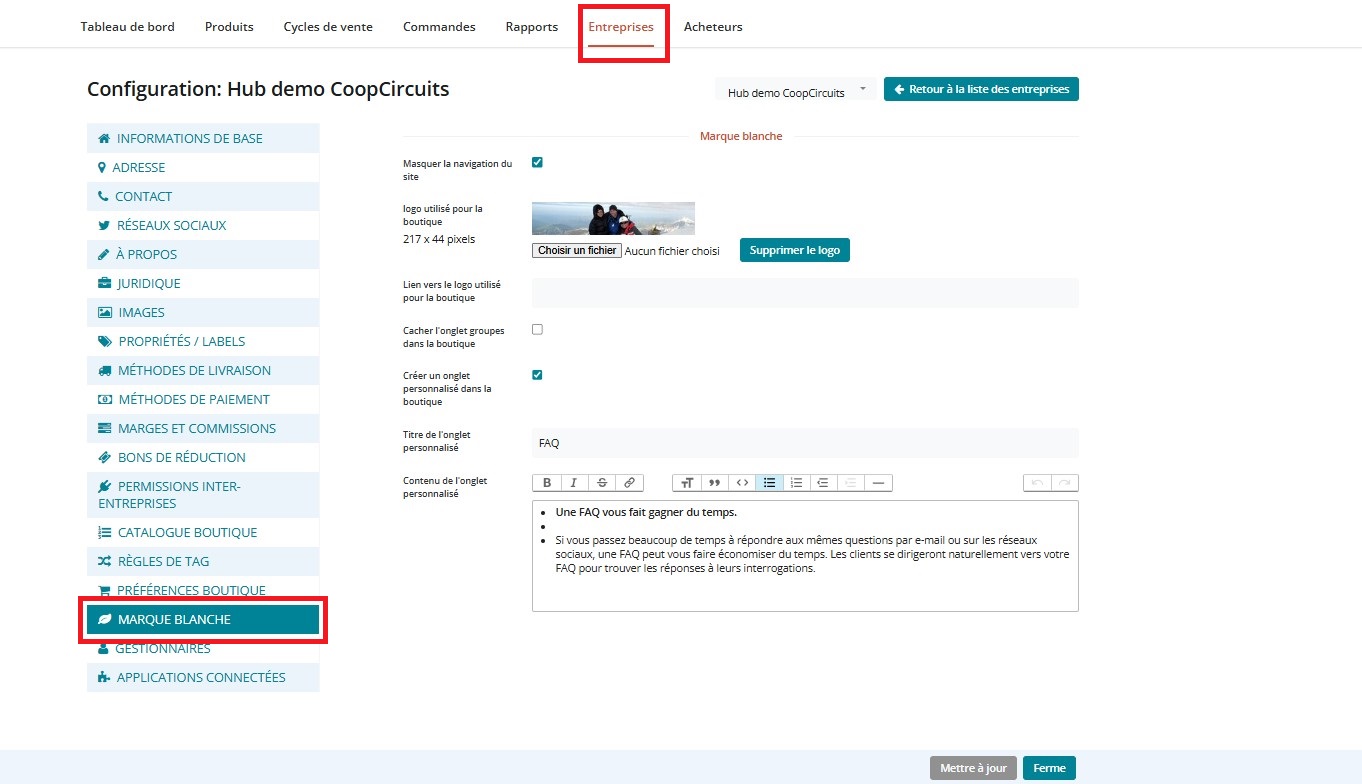 Tableau de bord Produits Cycles de vente Commandes Rapports Entreprises Acheteurs
Configuration: Hub demo CoopCircuits
Hub demo CoopCircuits
Retour à la liste des entreprises
INFORMATIONS DE BASE
ADRESSE
CONTACT
RÉSEAUX SOCIAUX
À PROPOS
JURIDIQUE
IMAGES
PROPRIÉTÉS / LABELS
MÉTHODES DE LIVRAISON
MÉTHODES DE PAIEMENT
MARGES ET COMMISSIONS
BONS DE RÉDUCTION
PERMISSIONS INTER-
ENTREPRISES
CATALOGUE BOUTIQUE
RÈGLES DE TAG
PRÉFÉRENCES BOUTIQUE
MARQUE BLANCHE
GESTIONNAIRES
APPLICATIONS CONNECTÉES
Marque blanche
Masquer la navigation du
site
logo utilisé pour la
boutique
217 x 44 pixels
Choisir un fichier Aucun fichier choisi
Supprimer le logo
Lien vers le logo utilisé
pour la boutique
Cacher l'onglet groupes
dans la boutique
Créer un onglet
personnalisé dans la
boutique
Titre de l'onglet
personnalisé
FAQ
Contenu de l'onglet
personnalisé
Une FAQ vous fait gagner du temps.
Si vous passez beaucoup de temps à répondre aux mêmes questions par e-mail ou sur les réseaux
sociaux, une FAQ peut vous faire économiser du temps. Les clients se dirigeront naturellement vers votre
FAQ pour trouver les réponses à leurs interrogations.
Mettre à jour
Ferme